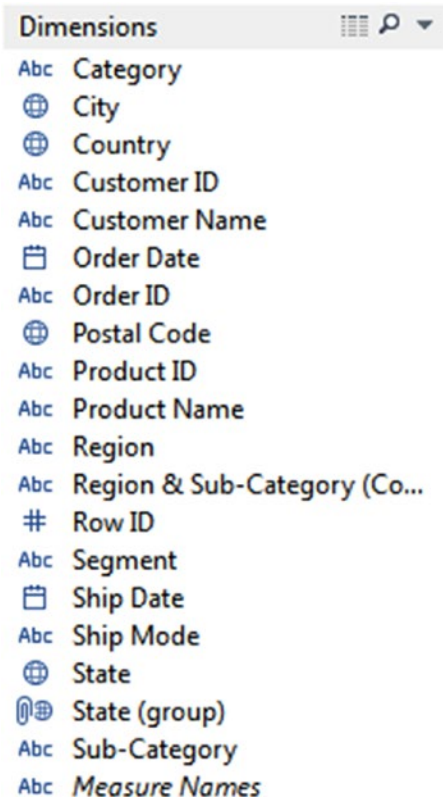 Dimensions
Abc Category
City
Country
Abc Customer ID
Abc Customer Name
Order Date
Abc Order ID
Postal Code
Abc Product ID
Abc Product Name
Abc Region
Abc Region & Sub-Category (Co...
# Row ID
Abc Segment
Ship Date
Abc Ship Mode
State
State (group)
Abc Sub-Category
Abc Measure Names